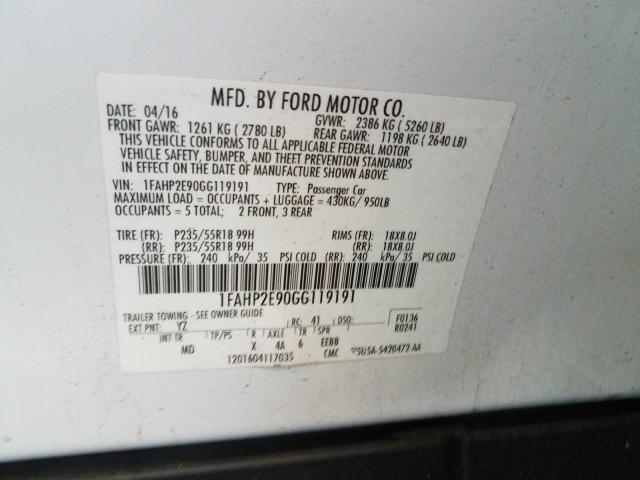 MFD. BY FORD MOTOR CO.
DATE: 04/16 GVWR: 2386 KG ( 5260 LB)
FRONT GAWR: 1261 KG ( 2780 LB) REAR GAWR: 1198 KG ( 2640 LB)
THIS VEHICLE CONFORMS TO ALL APPLICABLE FEDERAL MOTOR
VEHICLE SAFETY, BUMPER, AND THEFT PREVENTION STANDARDS
IN EFFECT ON THE DATE OF MANUFACTURE SHOWN ABOVE.
VIN: 1FAHP2E90GG119191 TYPE: Passenger Car
MAXIMUM LOAD = OCCUPANTS + LUGGAGE = 430KG/ 950LB
OCCUPANTS = 5 TOTAL; 2 FRONT, 3 REAR
TIRE (FR): P235/55R18 99H RIMS (FR): 18X8.0J
(RR): P235/55R18 99H (RR): 18X8.0J
PRESSURE (FR): 240 kPa/ 35 PSI COLD (RR): 240 kPa/ 35 PSI COLD
1FAHP2E90GG119191
TRAILER TOWING - SEE OWNER GUIDE F0136
EXT PNT: YZ RC: 41 DSO: R0241
INT TR TP/PS R AXLE TR SPR
MD X 4A 6 EEBB
1201604117035 CMC 5U5A-5420472-AA